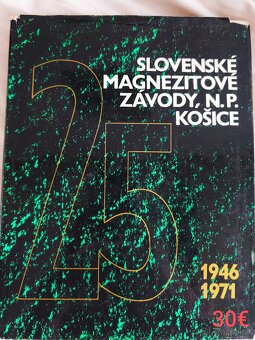 25
SLOVENSKÉ
MAGNEZITOVÉ
ZÁVODY, N.P.
KOŠICE
1946
1971
30€